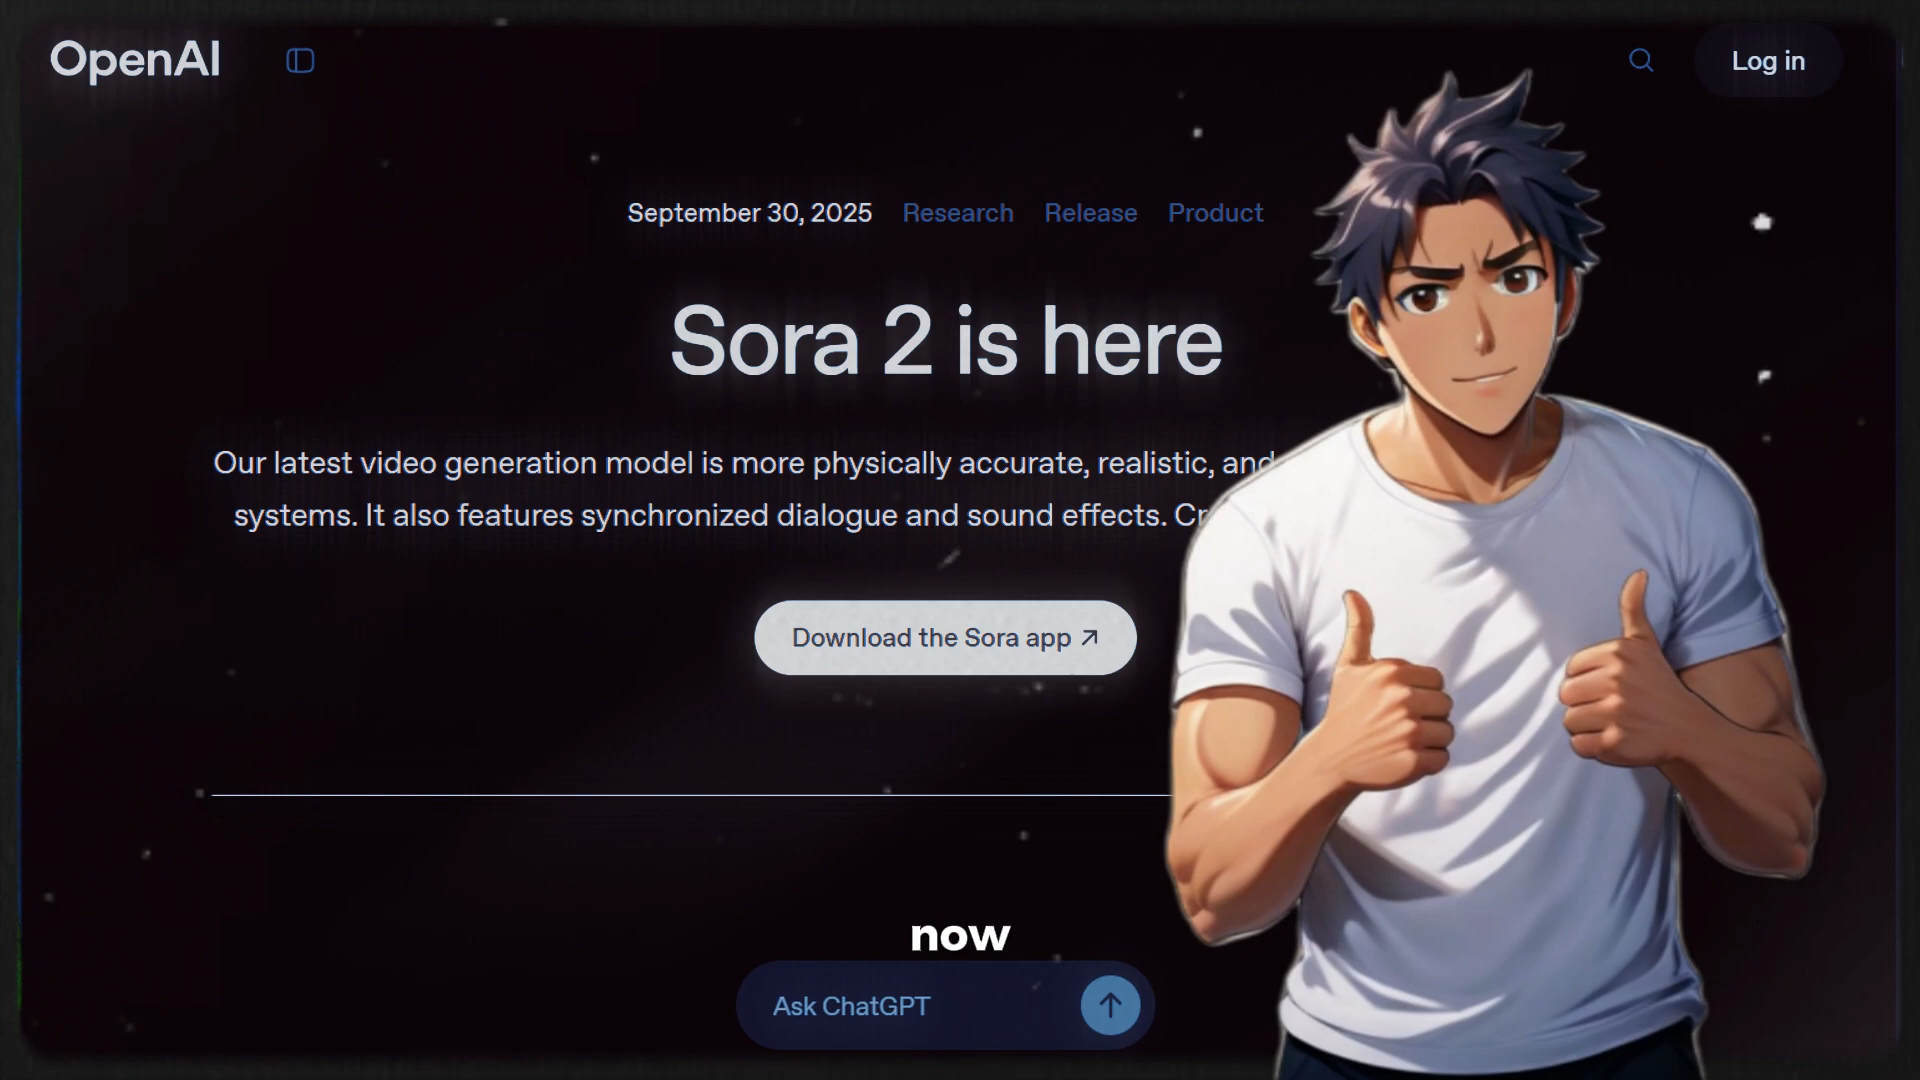 OpenAI
Log in
September 30, 2025 Research Release Product
Sora 2 is here
Our latest video generation model is more physically accurate, realistic, and
systems. It also features synchronized dialogue and sound effects.
Download the Sora app ↗
now
Ask ChatGPT